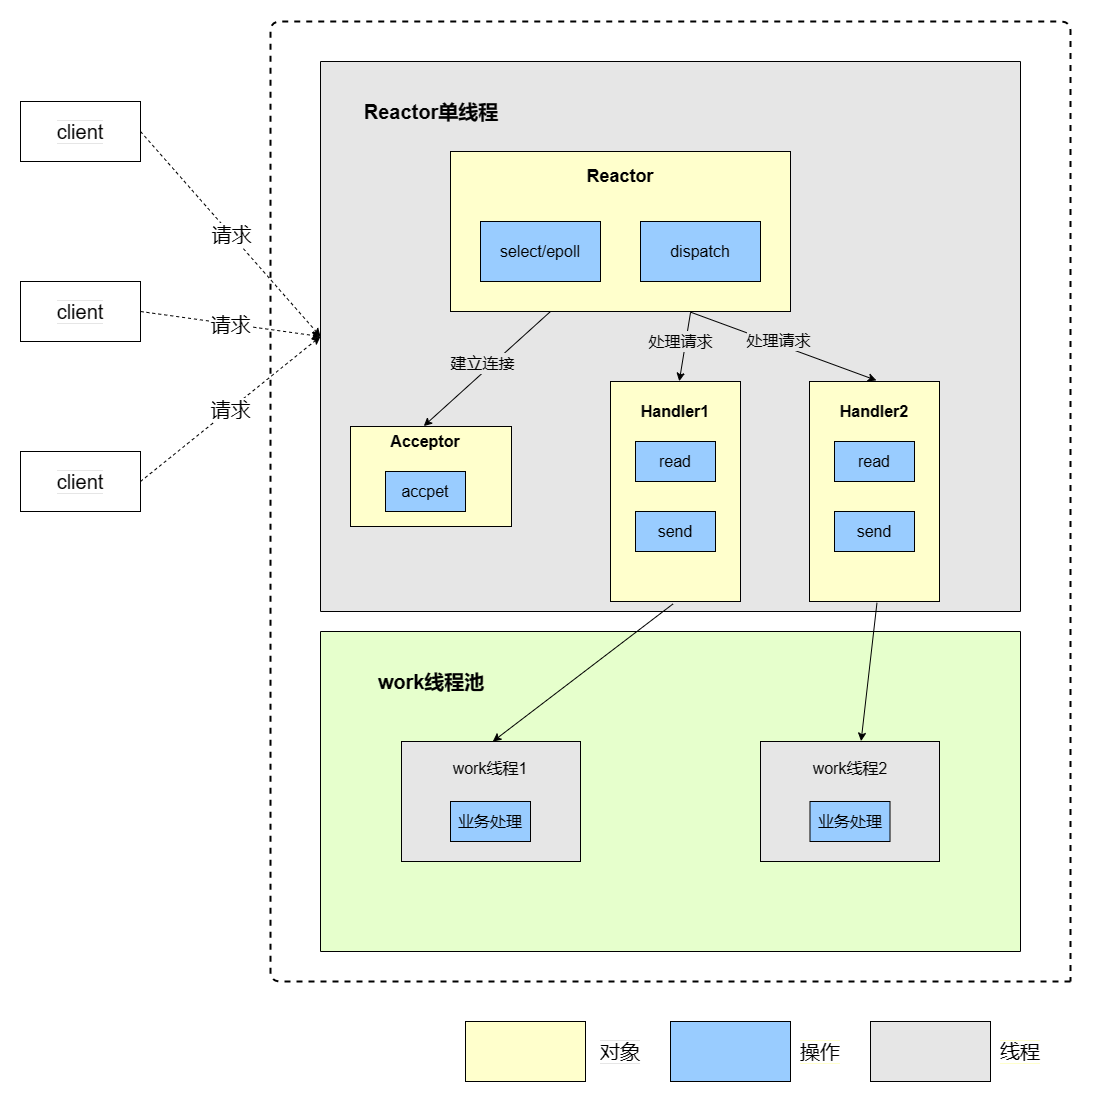 Reactor单线程
client
Reactor
select/epoll
dispatch
请求
client
请求
处理请求
处理请求
建立连接
请求
Acceptor
accpet
Handler1
read
send
Handler2
read
send
client
work线程池
work线程1
业务处理
work线程2
业务处理
对象
操作
线程